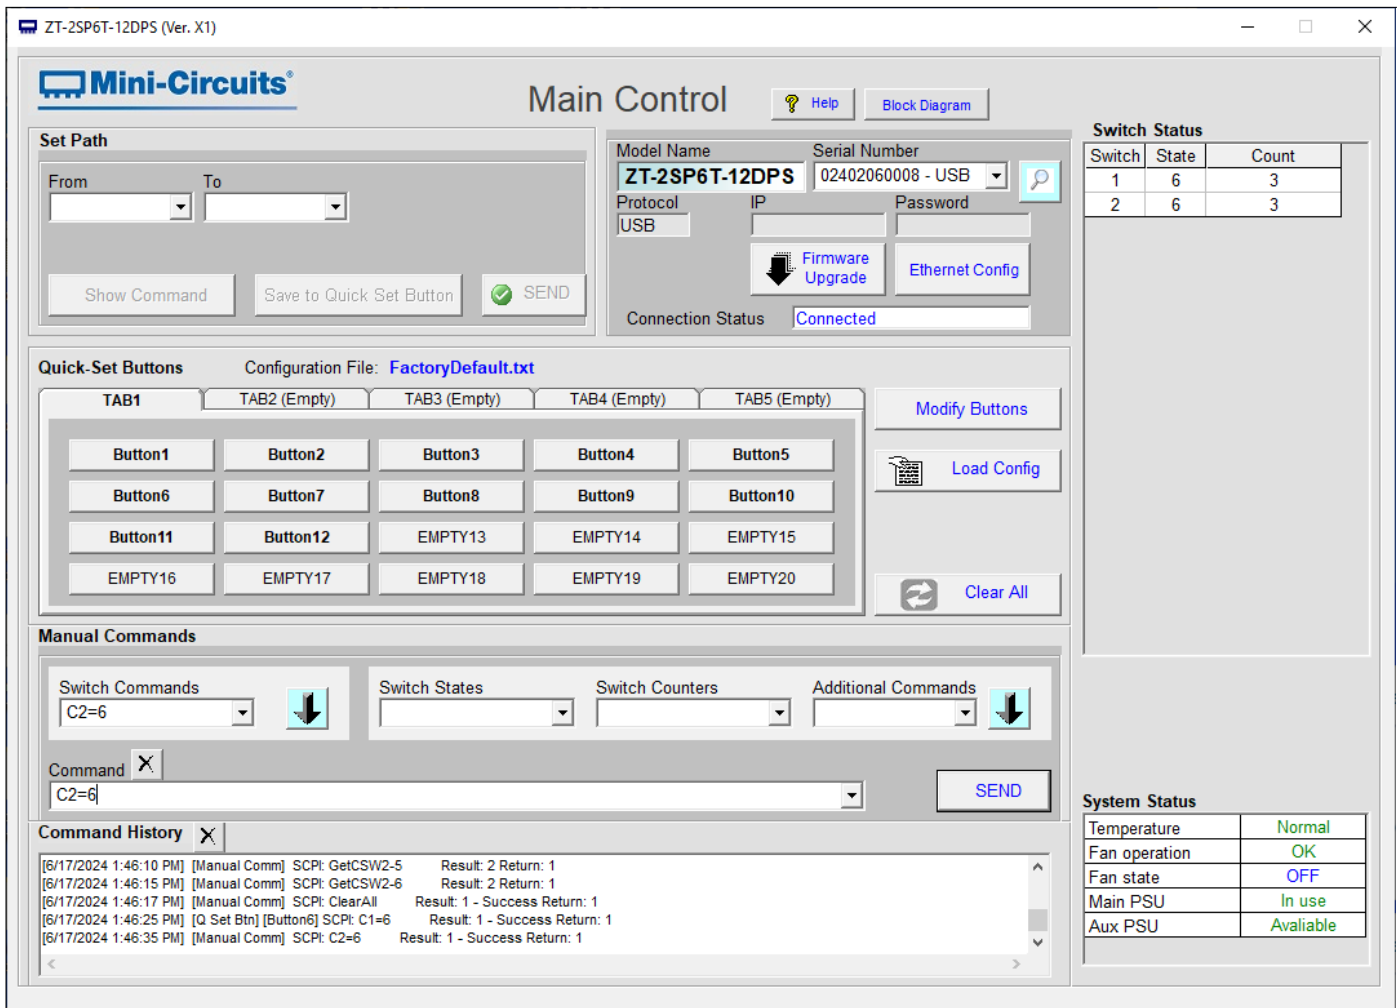 ZT-2SP6T-12DPS (Ver. X1)
Mini-Circuits®
Main Control
Help
Block Diagram
Set Path
From To
Show Command
Save to Quick Set Button
SEND
Model Name Serial Number
ZT-2SP6T-12DPS 02402060008 - USB
Protocol IP Password
USB
Firmware
Upgrade
Ethernet Config
Connection Status Connected
Switch Status
Switch State Count
1 6 3
2 6 3
Quick-Set Buttons Configuration File: FactoryDefault.txt
TAB1 TAB2 (Empty) TAB3 (Empty) TAB4 (Empty) TAB5 (Empty)
Button1 Button2 Button3 Button4 Button5
Button6 Button7 Button8 Button9 Button10
Button11 Button12 EMPTY13 EMPTY14 EMPTY15
EMPTY16 EMPTY17 EMPTY18 EMPTY19 EMPTY20
Modify Buttons
Load Config
Clear All
Manual Commands
Switch Commands Switch States Switch Counters Additional Commands
C2=6
Command X
C2=6
SEND
Command History X
[6/17/2024 1:46:10 PM] [Manual Comm] SCPI: GetCSW2-5 Result: 2 Return: 1
[6/17/2024 1:46:15 PM] [Manual Comm] SCPI: GetCSW2-6 Result: 2 Return: 1
[6/17/2024 1:46:17 PM] [Manual Comm] SCPI: ClearAll Result: 1 - Success Return: 1
[6/17/2024 1:46:25 PM] [Q Set Btn] [Button6] SCPI: C1=6 Result: 1 - Success Return: 1
[6/17/2024 1:46:35 PM] [Manual Comm] SCPI: C2=6 Result: 1 - Success Return: 1
System Status
Temperature Normal
Fan operation OK
Fan state OFF
Main PSU In use
Aux PSU Avaliable